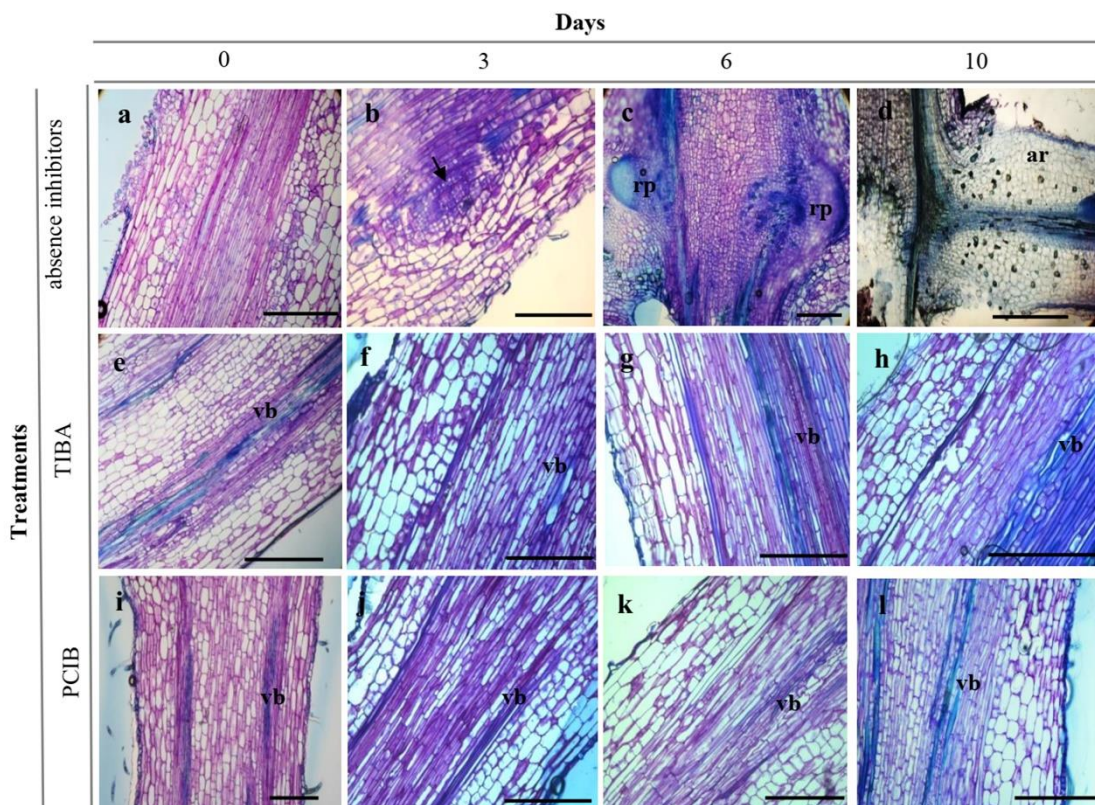 Days
0 3 6 10
Treatments
absence inhibitors
a b c d
rp rp ar
TIBA
e f g h
vb vb vb vb
PCIB
i j k l
vb vb vb vb